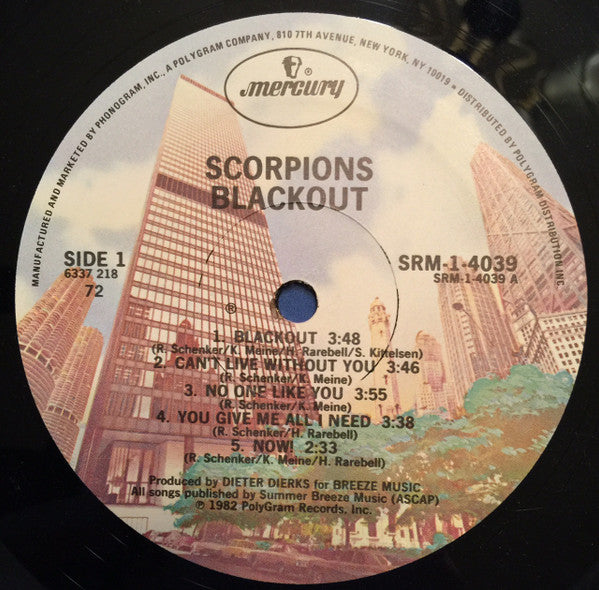 MANUFACTURED AND MARKETED BY PHONOGRAM, INC., A POLYGRAM COMPANY, 810 7TH AVENUE, NEW YORK, NY, 10019 • DISTRIBUTED BY POLYGRAM DISTRIBUTION, INC.
® mercury
SCORPIONS
BLACKOUT
SIDE 1
6337 218
72
SRM-1-4039
SRM-1-4039 A
®
1. BLACKOUT 3:48
(R. Schenker/K. Meine/H. Rarebell/S. Kittelsen)
2. CAN'T LIVE WITHOUT YOU 3:46
(R. Schenker/K. Meine)
3. NO ONE LIKE YOU 3:55
(R. Schenker/K. Meine)
4. YOU GIVE ME ALL I NEED 3:38
(R. Schenker/H. Rarebell)
5. NOW! 2:33
(R. Schenker/K. Meine/H. Rarebell)
Produced by DIETER DIERKS for BREEZE MUSIC.
All songs published by Summer Breeze Music (ASCAP)
℗ 1982 PolyGram Records, Inc.